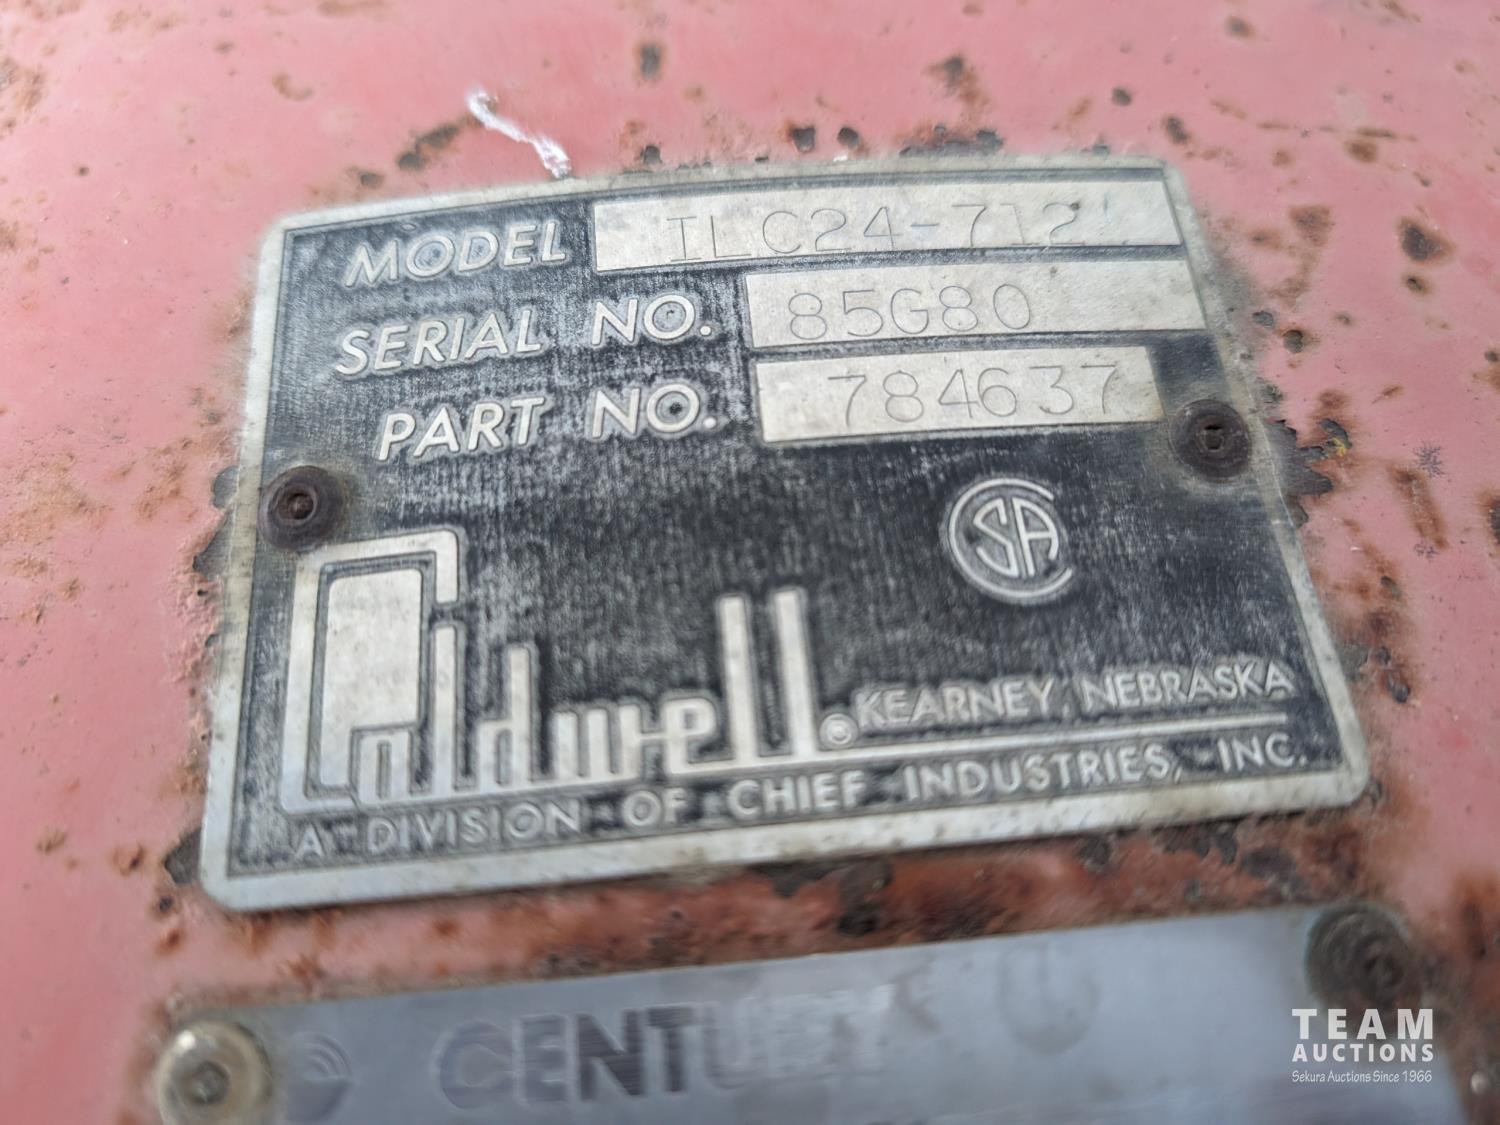 MODEL ILC24-712
SERIAL NO. 85G80
PART NO. 784637
CSA
Caldwell® KEARNEY, NEBRASKA
A DIVISION OF CHIEF INDUSTRIES, INC.
TEAM
AUCTIONS
Sekura Auctions Since 1966